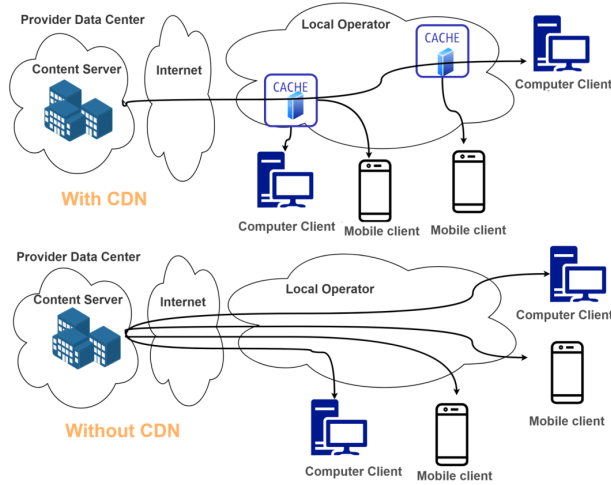 Provider Data Center
Local Operator
Content Server
Internet
CACHE
CACHE
Computer Client
With CDN
Computer Client
Mobile client
Mobile client
Provider Data Center
Content Server
Internet
Local Operator
Computer Client
Mobile client
Without CDN
Computer Client
Mobile client